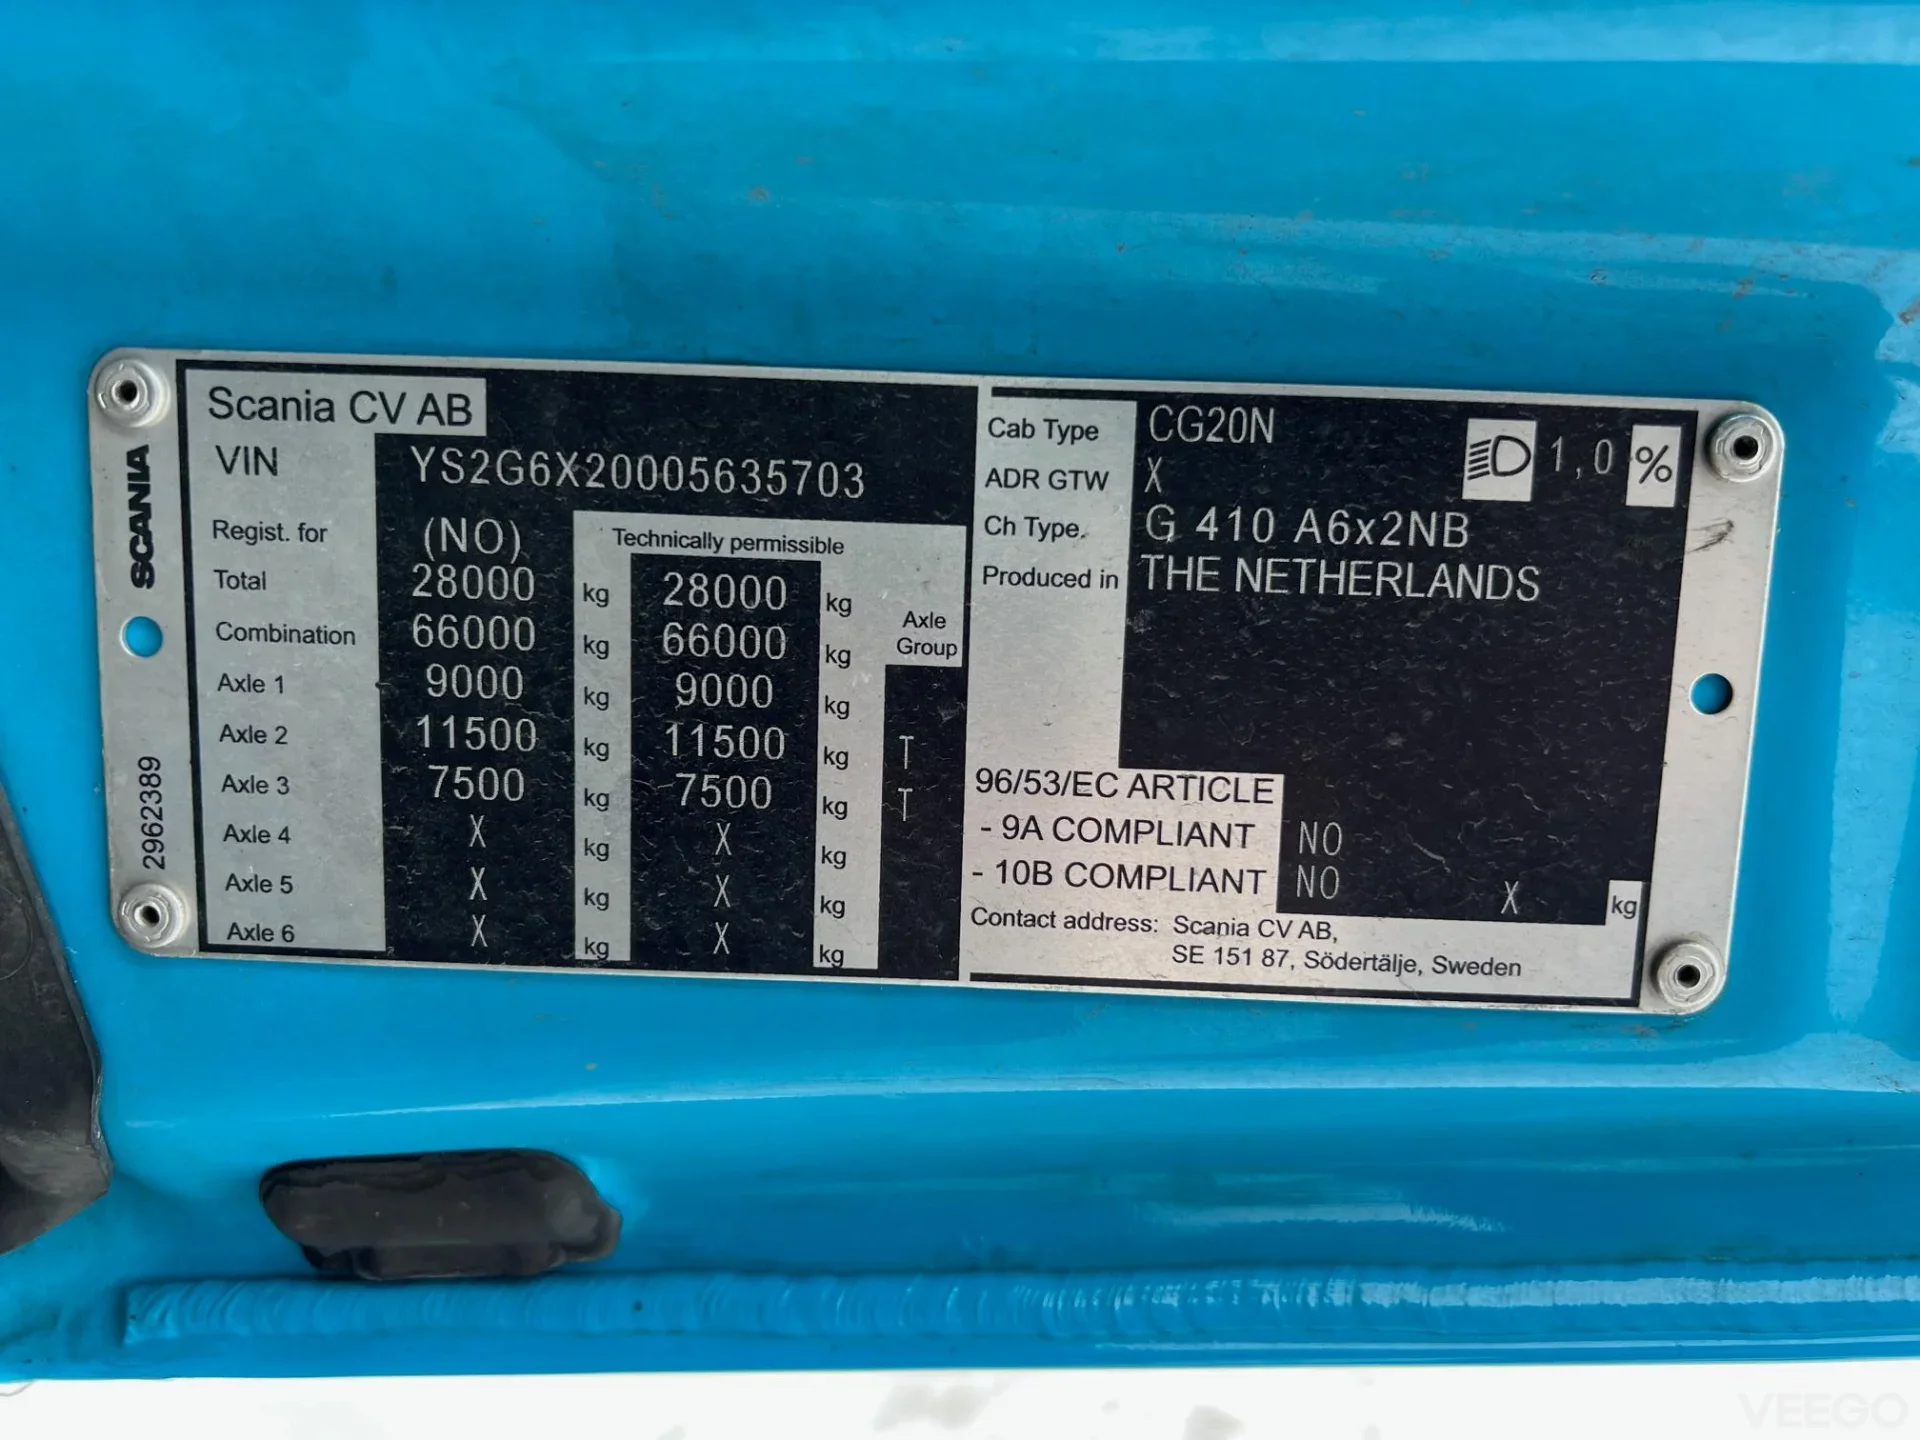 Scania CV AB
VIN YS2G6X20005635703
Regist. for (NO) Technically permissible
Total 28000 kg 28000 kg
Combination 66000 kg 66000 kg Axle Group
Axle 1 9000 kg 9000 kg
Axle 2 11500 kg 11500 kg T
Axle 3 7500 kg 7500 kg T
Axle 4 X kg X kg
Axle 5 X kg X kg
Axle 6 X kg X kg
SCANIA
2962389
Cab Type CG20N 1,0 %
ADR GTW X
Ch Type. G 410 A6x2NB
Produced in THE NETHERLANDS
96/53/EC ARTICLE
- 9A COMPLIANT NO
- 10B COMPLIANT NO X kg
Contact address: Scania CV AB,
SE 151 87, Södertälje, Sweden
VEEGO